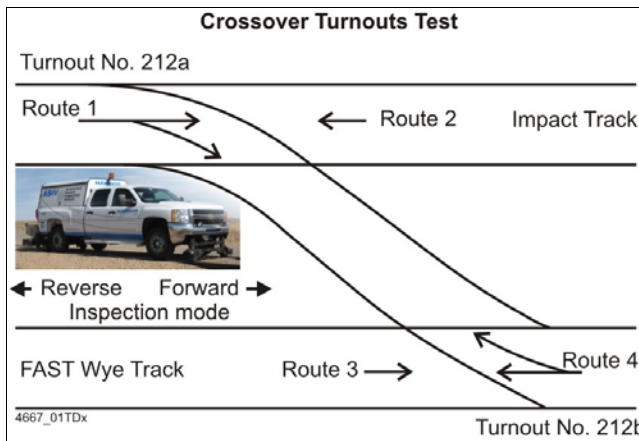 Crossover Turnouts Test
Turnout No. 212a
Route 1
Route 2
Impact Track
Reverse Forward
Inspection mode
FAST Wye Track
Route 3
Route 4
4667_01TDx
Turnout No. 212b